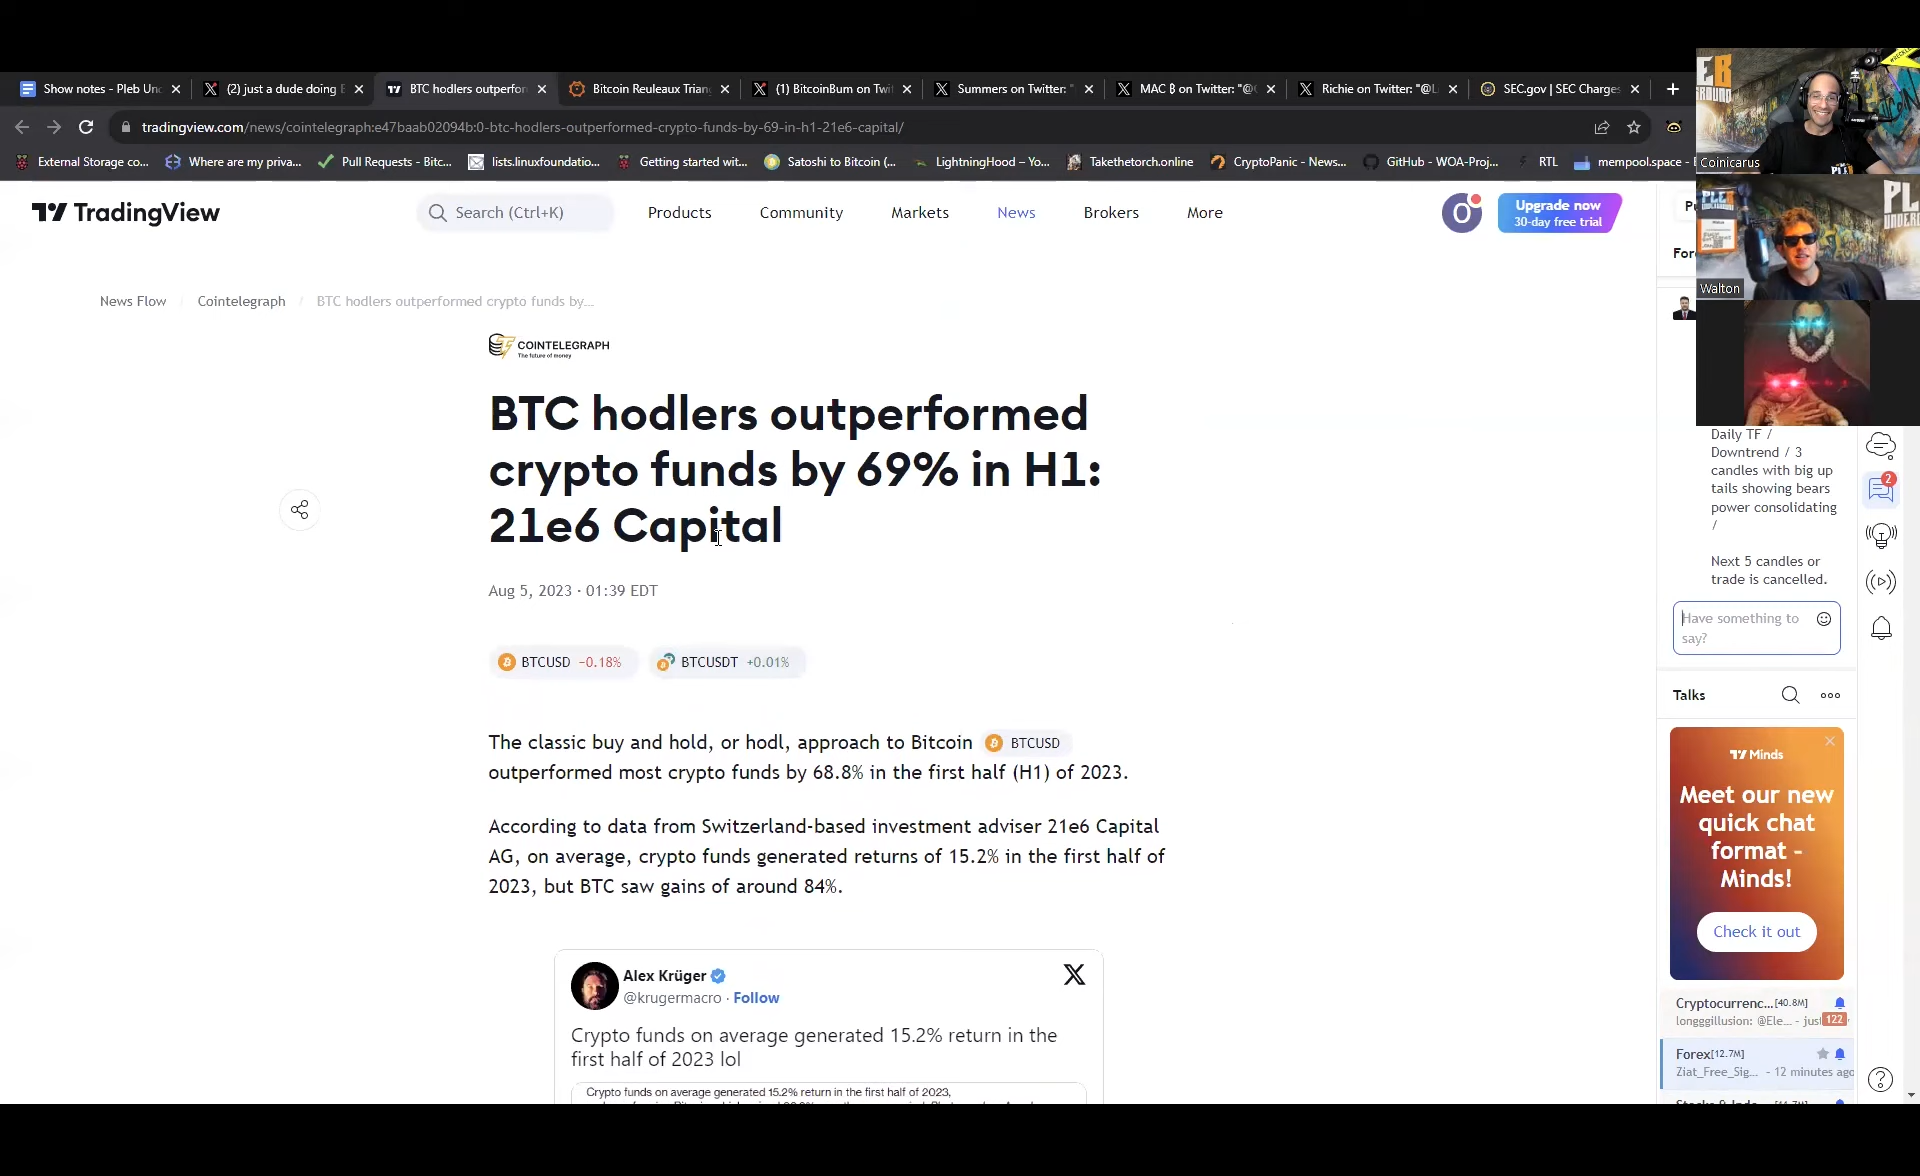 Show notes - Pleb Unc
(2) just a dude doing B
BTC hodlers outperfor
Bitcoin Reuleaux Triang
(1) BitcoinBum on Twit
Summers on Twitter: "
MAC ₿ on Twitter: "@
Richie on Twitter: "@L
SEC.gov | SEC Charges
tradingview.com/news/cointelegraph:e47baab02094b:0-btc-hodlers-outperformed-crypto-funds-by-69-in-h1-21e6-capital/
External Storage co...
Where are my priva...
Pull Requests - Bitc...
lists.linuxfoundatio...
Getting started wit...
Satoshi to Bitcoin (...
LightningHood – Yo...
Takethetorch.online
CryptoPanic - News...
GitHub - WOA-Proj...
RTL
mempool.space -
Coinicarus
Walton
TradingView
Search (Ctrl+K)
Products
Community
Markets
News
Brokers
More
O
Upgrade now
30-day free trial
News Flow / Cointelegraph / BTC hodlers outperformed crypto funds by...
COINTELEGRAPH
The future of money
BTC hodlers outperformed
crypto funds by 69% in H1:
21e6 Capital
Aug 5, 2023 · 01:39 EDT
BTCUSD −0.18%
BTCUSDT +0.01%
The classic buy and hold, or hodl, approach to Bitcoin BTCUSD
outperformed most crypto funds by 68.8% in the first half (H1) of 2023.
According to data from Switzerland-based investment adviser 21e6 Capital
AG, on average, crypto funds generated returns of 15.2% in the first half of
2023, but BTC saw gains of around 84%.
Alex Krüger
@krugermacro · Follow
Crypto funds on average generated 15.2% return in the
first half of 2023 lol
Crypto funds on average generated 15.2% return in the first half of 2023,
Daily TF /
Downtrend / 3
candles with big up
tails showing bears
power consolidating
/
Next 5 candles or
trade is cancelled.
Have something to
say?
2
Talks
Minds
Meet our new
quick chat
format -
Minds!
Check it out
Cryptocurrenc...[40.8M]
longggillusion: @Ele... - just
122
Forex[12.7M]
Ziat_Free_Sig... - 12 minutes ago